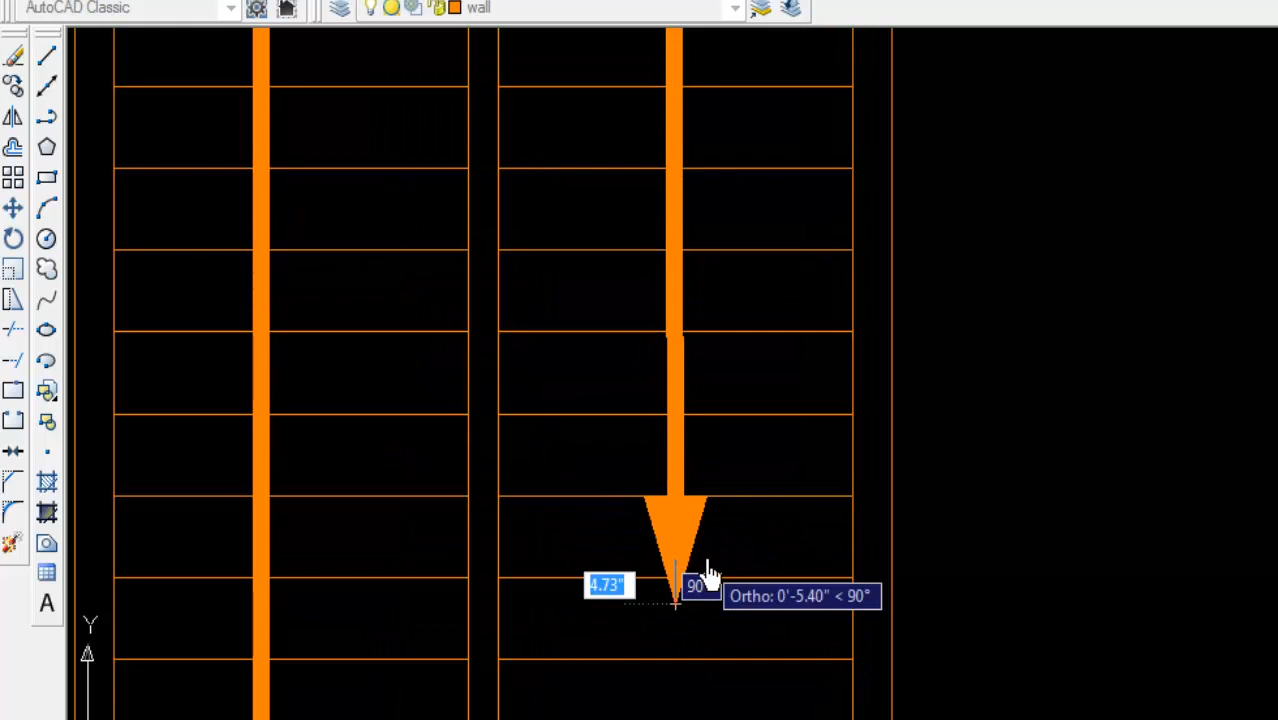 AutoCAD Classic
wall
A
Y
4.73"
90
Ortho: 0'-5.40" < 90°